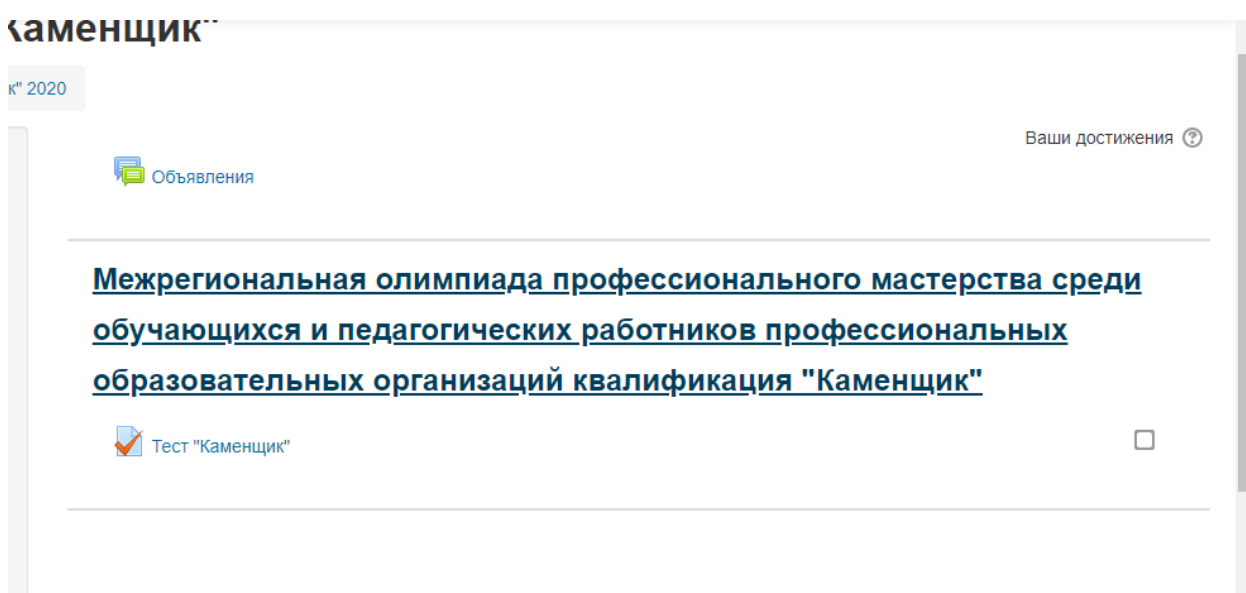 Каменщик"
к" 2020
Ваши достижения
Объявления
Межрегиональная олимпиада профессионального мастерства среди
обучающихся и педагогических работников профессиональных
образовательных организаций квалификация "Каменщик"
Тест "Каменщик"